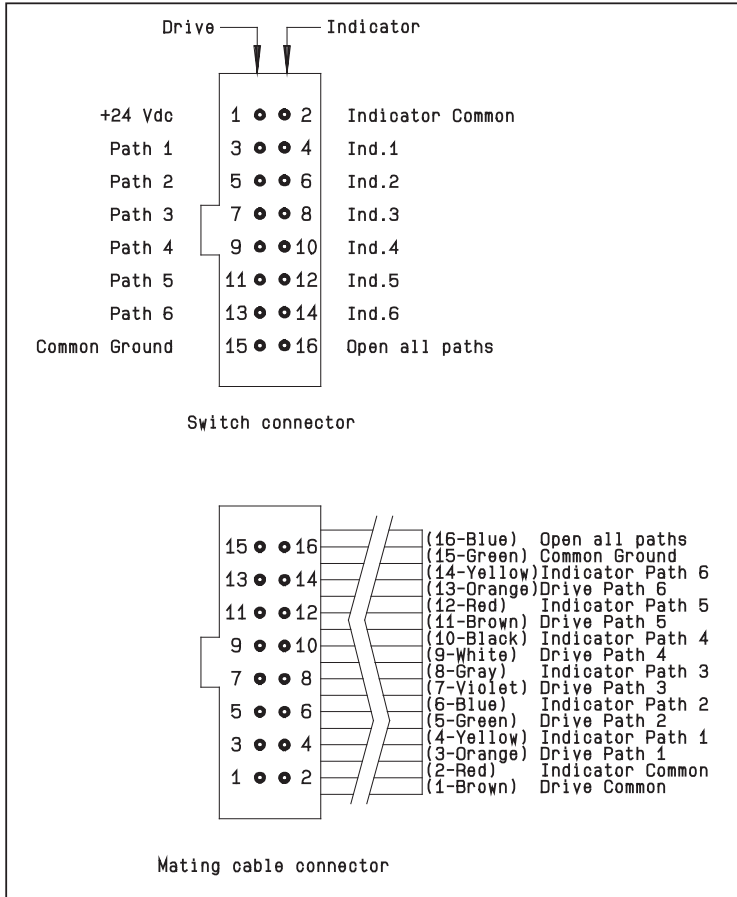 Drive Indicator
+24 Vdc 1 2 Indicator Common
Path 1 3 4 Ind.1
Path 2 5 6 Ind.2
Path 3 7 8 Ind.3
Path 4 9 10 Ind.4
Path 5 11 12 Ind.5
Path 6 13 14 Ind.6
Common Ground 15 16 Open all paths
Switch connector
15 16
13 14
11 12
9 10
7 8
5 6
3 4
1 2
(16-Blue) Open all paths
(15-Green) Common Ground
(14-Yellow) Indicator Path 6
(13-Orange) Drive Path 6
(12-Red) Indicator Path 5
(11-Brown) Drive Path 5
(10-Black) Indicator Path 4
(9-White) Drive Path 4
(8-Gray) Indicator Path 3
(7-Violet) Drive Path 3
(6-Blue) Indicator Path 2
(5-Green) Drive Path 2
(4-Yellow) Indicator Path 1
(3-Orange) Drive Path 1
(2-Red) Indicator Common
(1-Brown) Drive Common
Mating cable connector